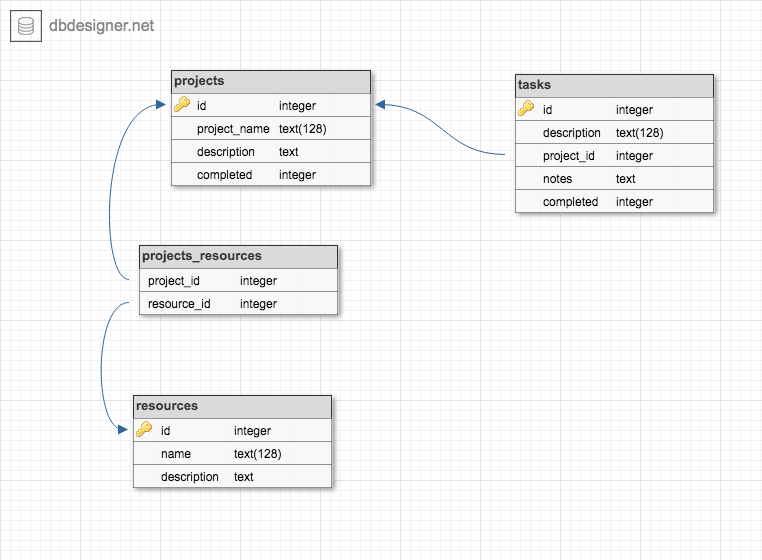 dbdesigner.net
projects
id integer
project_name text(128)
description text
completed integer
tasks
id integer
description text(128)
project_id integer
notes text
completed integer
projects_resources
project_id integer
resource_id integer
resources
id integer
name text(128)
description text